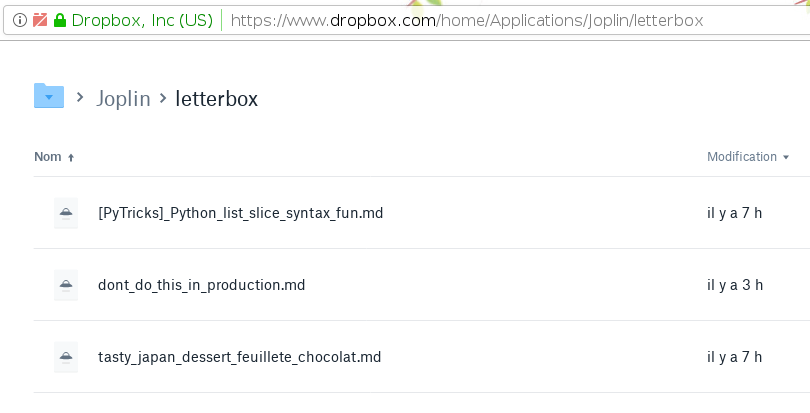 Dropbox, Inc (US) https://www.dropbox.com/home/Applications/Joplin/letterbox
Joplin > letterbox
Nom Modification
[PyTricks]_Python_list_slice_syntax_fun.md il y a 7 h
dont_do_this_in_production.md il y a 3 h
tasty_japan_dessert_feuillete_chocolat.md il y a 7 h